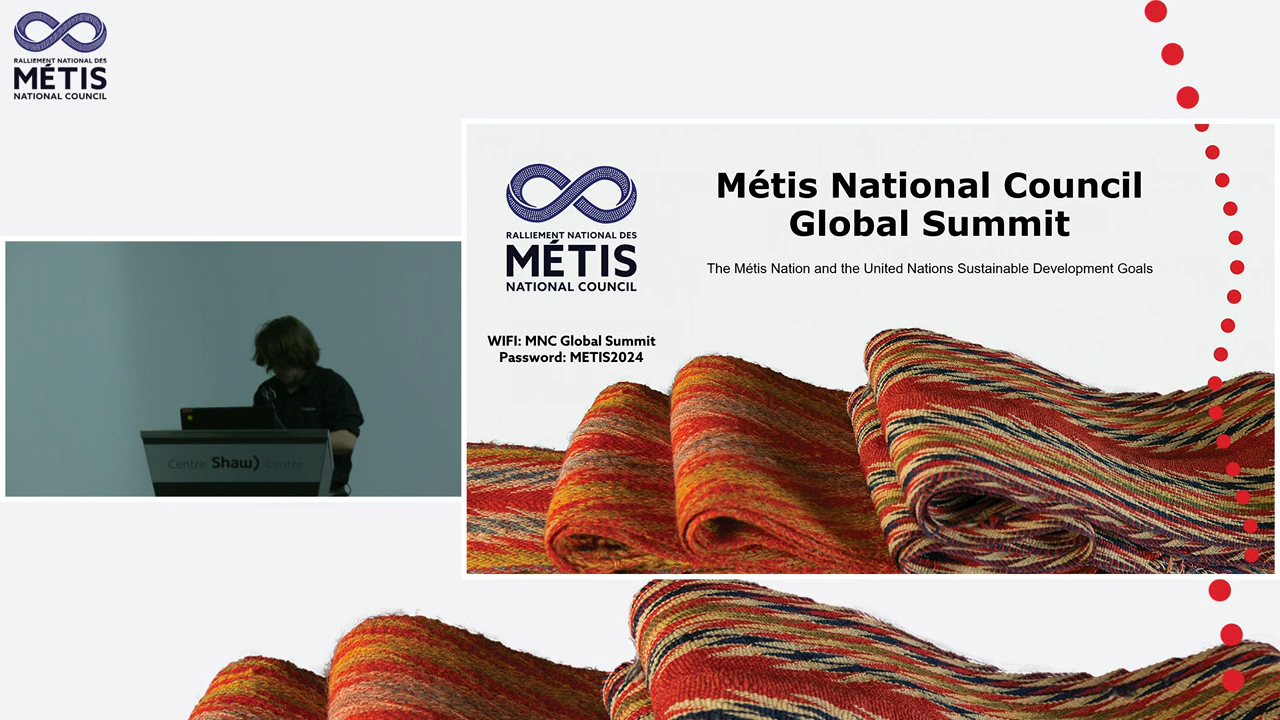 RALLIEMENT NATIONAL DES
MÉTIS
NATIONAL COUNCIL
RALLIEMENT NATIONAL DES
MÉTIS
NATIONAL COUNCIL
Métis National Council
Global Summit
The Métis Nation and the United Nations Sustainable Development Goals
WIFI: MNC Global Summit
Password: METIS2024
Centre Shaw) Centre